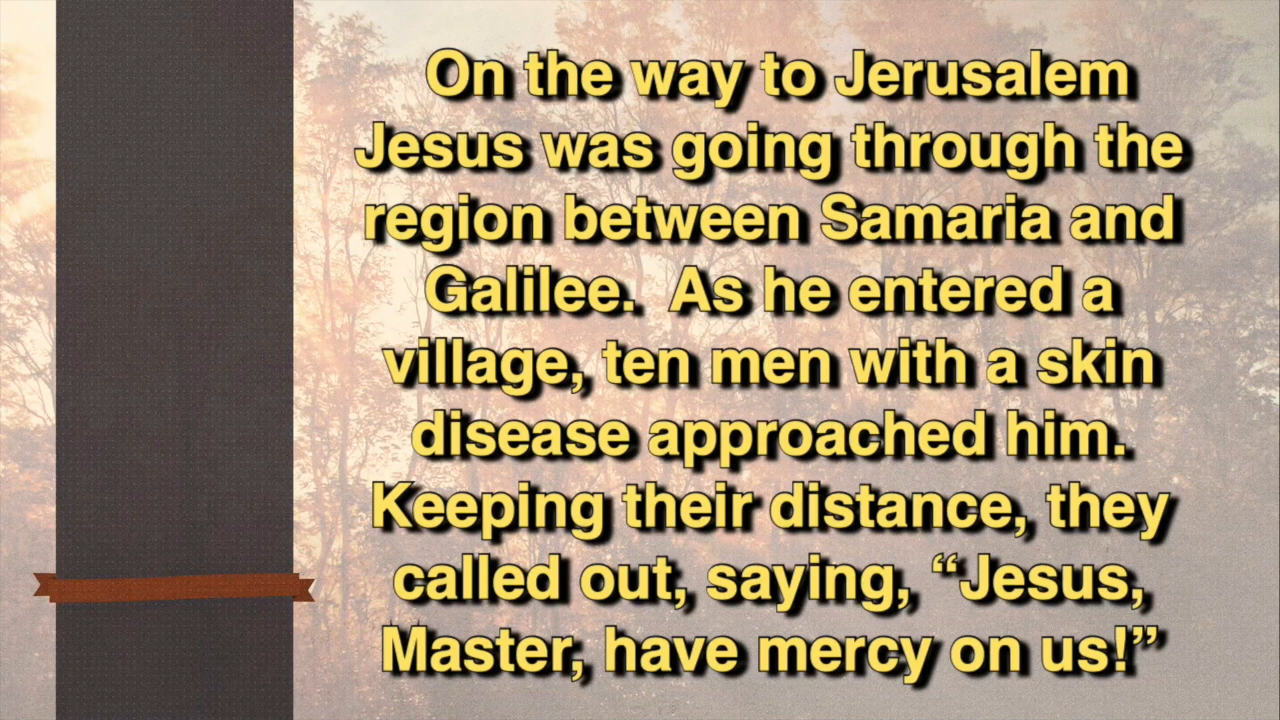 On the way to Jerusalem
Jesus was going through the
region between Samaria and
Galilee.  As he entered a
village, ten men with a skin
disease approached him.
Keeping their distance, they
called out, saying, “Jesus,
Master, have mercy on us!”